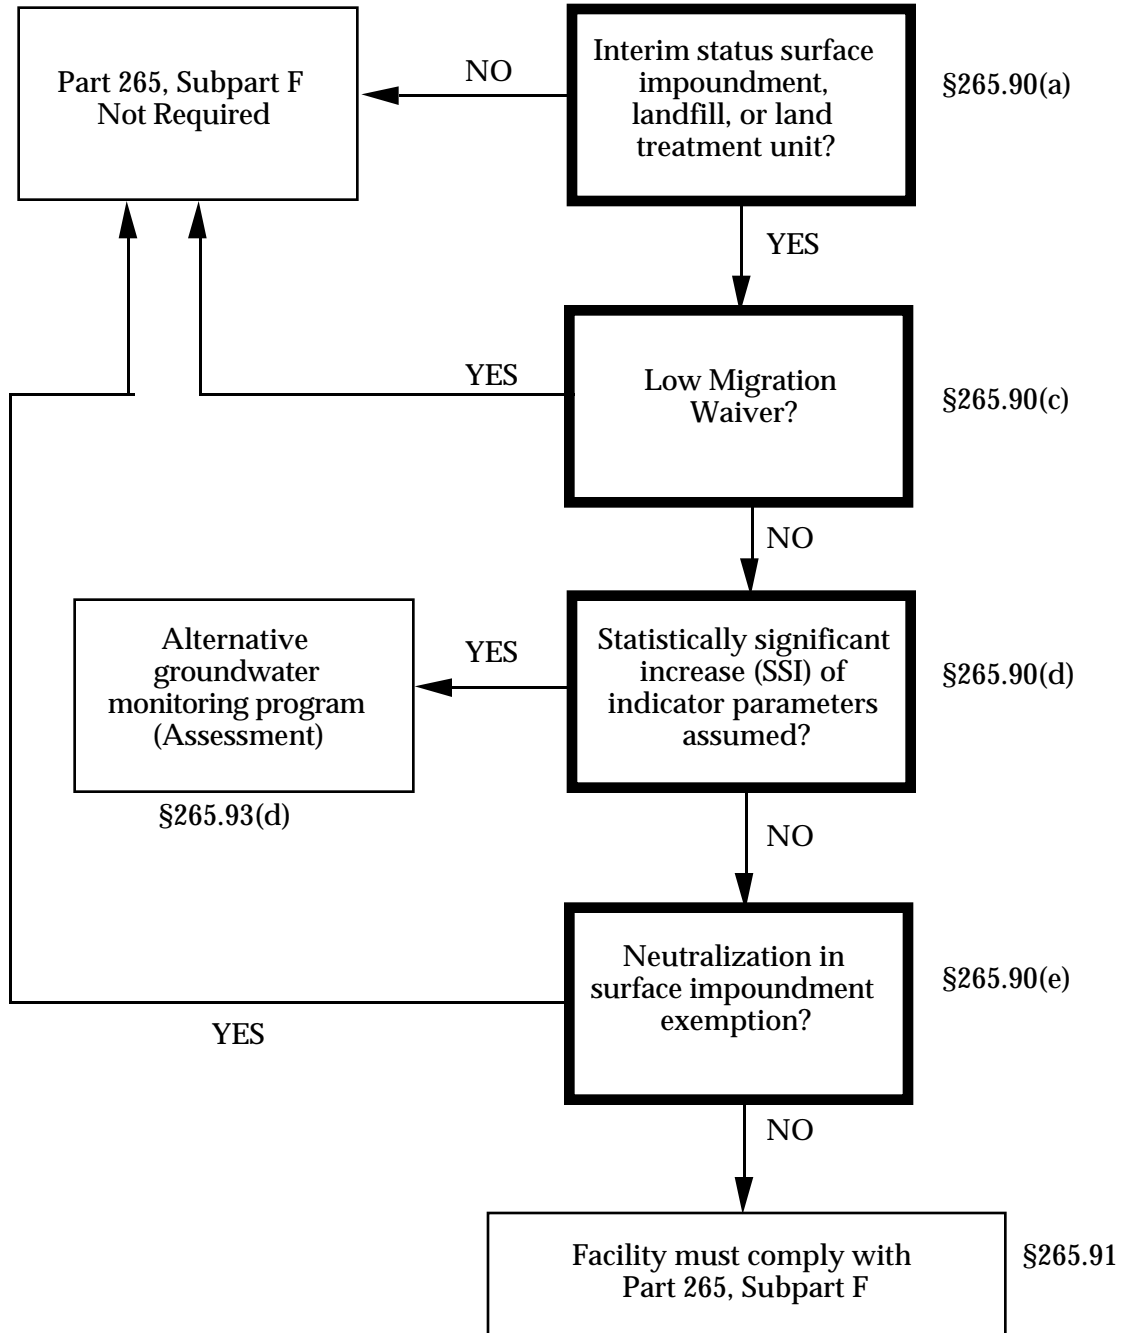 Part 265, Subpart F
Not Required
NO
Interim status surface
impoundment,
landfill, or land
treatment unit?
§265.90(a)
YES
YES
Low Migration
Waiver?
§265.90(c)
NO
Alternative
groundwater
monitoring program
(Assessment)
§265.93(d)
YES
Statistically significant
increase (SSI) of
indicator parameters
assumed?
§265.90(d)
NO
Neutralization in
surface impoundment
exemption?
§265.90(e)
YES
NO
Facility must comply with
Part 265, Subpart F
§265.91